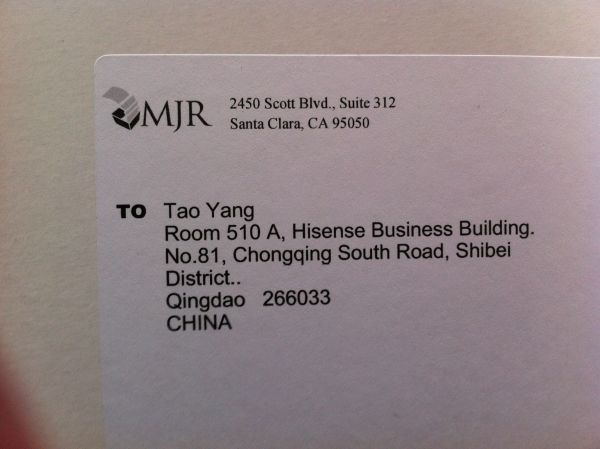 MJR
2450 Scott Blvd., Suite 312
Santa Clara, CA 95050
TO Tao Yang
Room 510 A, Hisense Business Building.
No.81, Chongqing South Road, Shibei
District..
Qingdao 266033
CHINA